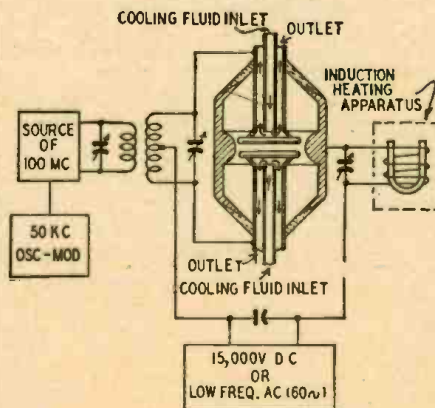 COOLING FLUID INLET
OUTLET
INDUCTION
HEATING
APPARATUS
SOURCE
OF
100 MC
50 KC
OSC-MOD
OUTLET
COOLING FLUID INLET
15,000V DC
OR
LOW FREQ. AC (60~)